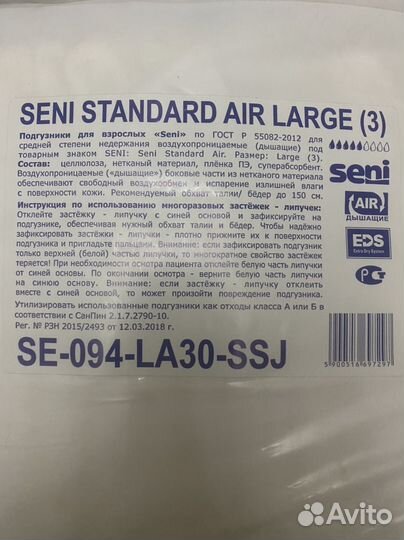 SENI STANDARD AIR LARGE (3)
Подгузники для взрослых «Seni» по ГОСТ Р 55082-2012 для
средней степени недержания воздухопроницаемые (дышащие) под
товарным знаком SENI: Seni Standard Air. Размер: Large (3).
Состав: целлюлоза, нетканый материал, плёнка ПЭ, суперабсорбент.
Воздухопроницаемые («дышащие») боковые части из нетканого материала
обеспечивают свободный воздухообмен и испарение излишней влаги
с поверхности кожи. Рекомендуемый обхват талии/ бёдер до 150 см.
seni
AIR
ДЫШАЩИЕ
EDS
Extra Dry System
Инструкция по использованию многоразовых застёжек - липучек:
Отклейте застёжку - липучку с синей основой и зафиксируйте на
подгузнике, обеспечивая нужный обхват талии и бёдер. Чтобы надёжно
зафиксировать застёжки - липучки - плотно прижмите их к поверхности
подгузника и пригладьте пальцами. Внимание: если зафиксировать подгузник
только верхней (белой) частью липучки, то многократное свойство застёжек
теряется! При необходимости осмотра пациента отклейте белую часть липучки
от синей основы. По окончании осмотра - верните белую часть липучки
на синюю основу. Внимание: если застёжку - липучку отклеить
вместе с синей основой, то может произойти повреждение подгузника.
Утилизировать использованные подгузники как отходы класса А или Б в
соответствии с СанПин 2.1.7.2790-10.
Рег. № РЗН 2015/2493 от 12.03.2018 г.
SE-094-LA30-SSJ
5900516697297
Avito